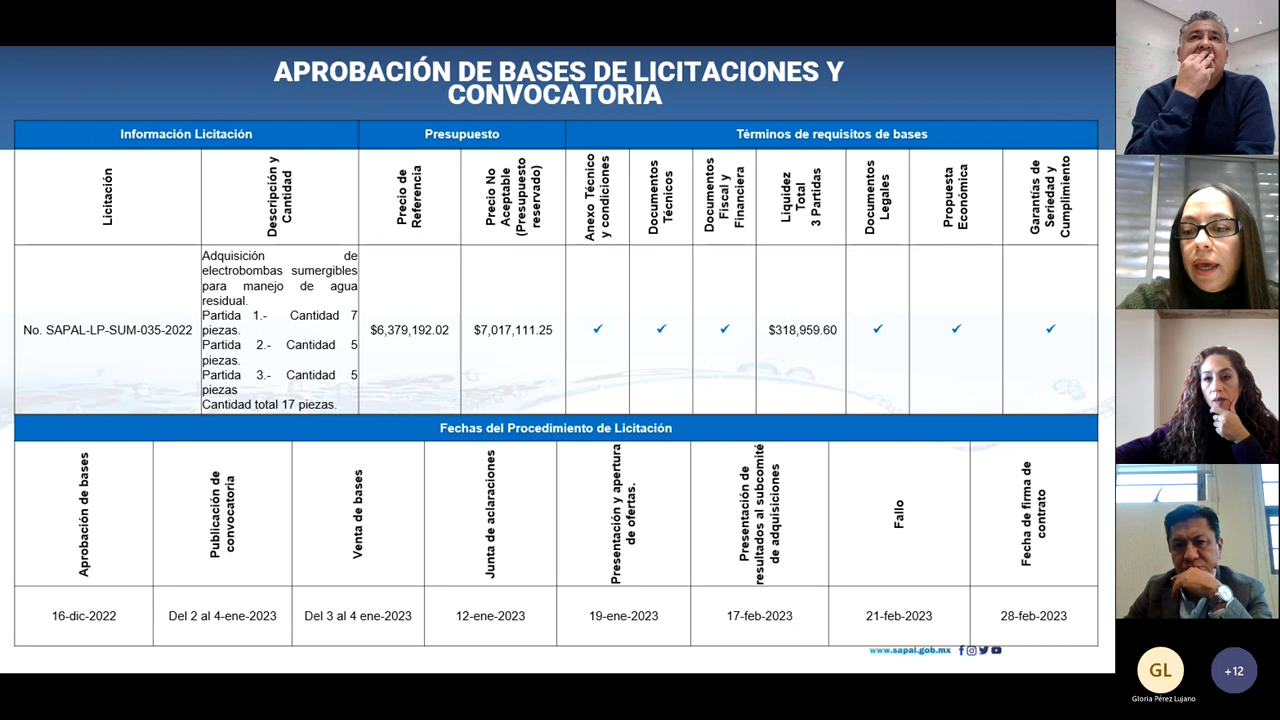 APROBACIÓN DE BASES DE LICITACIONES Y
CONVOCATORIA
Información Licitación
Presupuesto
Términos de requisitos de bases
Licitación
Descripción y
Cantidad
Precio de
Referencia
Precio No
Aceptable
(Presupuesto
reservado)
Anexo Técnico
y condiciones
Documentos
Técnicos
Documentos
Fiscal y
Financiera
Liquidez
Total
3 Partidas
Documentos
Legales
Propuesta
Económica
Garantías de
Seriedad y
Cumplimiento
No. SAPAL-LP-SUM-035-2022
Adquisición de
electrobombas sumergibles
para manejo de agua
residual.
Partida 1.- Cantidad 7
piezas.
Partida 2.- Cantidad 5
piezas.
Partida 3.- Cantidad 5
piezas
Cantidad total 17 piezas.
$6,379,192.02
$7,017,111.25
✓
✓
✓
$318,959.60
✓
✓
✓
Fechas del Procedimiento de Licitación
Aprobación de bases
Publicación de
convocatoria
Venta de bases
Junta de aclaraciones
Presentación y apertura
de ofertas.
Presentación de
resultados al subcomité
de adquisiciones
Fallo
Fecha de firma de
contrato
16-dic-2022
Del 2 al 4-ene-2023
Del 3 al 4 ene-2023
12-ene-2023
19-ene-2023
17-feb-2023
21-feb-2023
28-feb-2023
www.sapal.gob.mx
GL
Gloria Pérez Lujano
+12